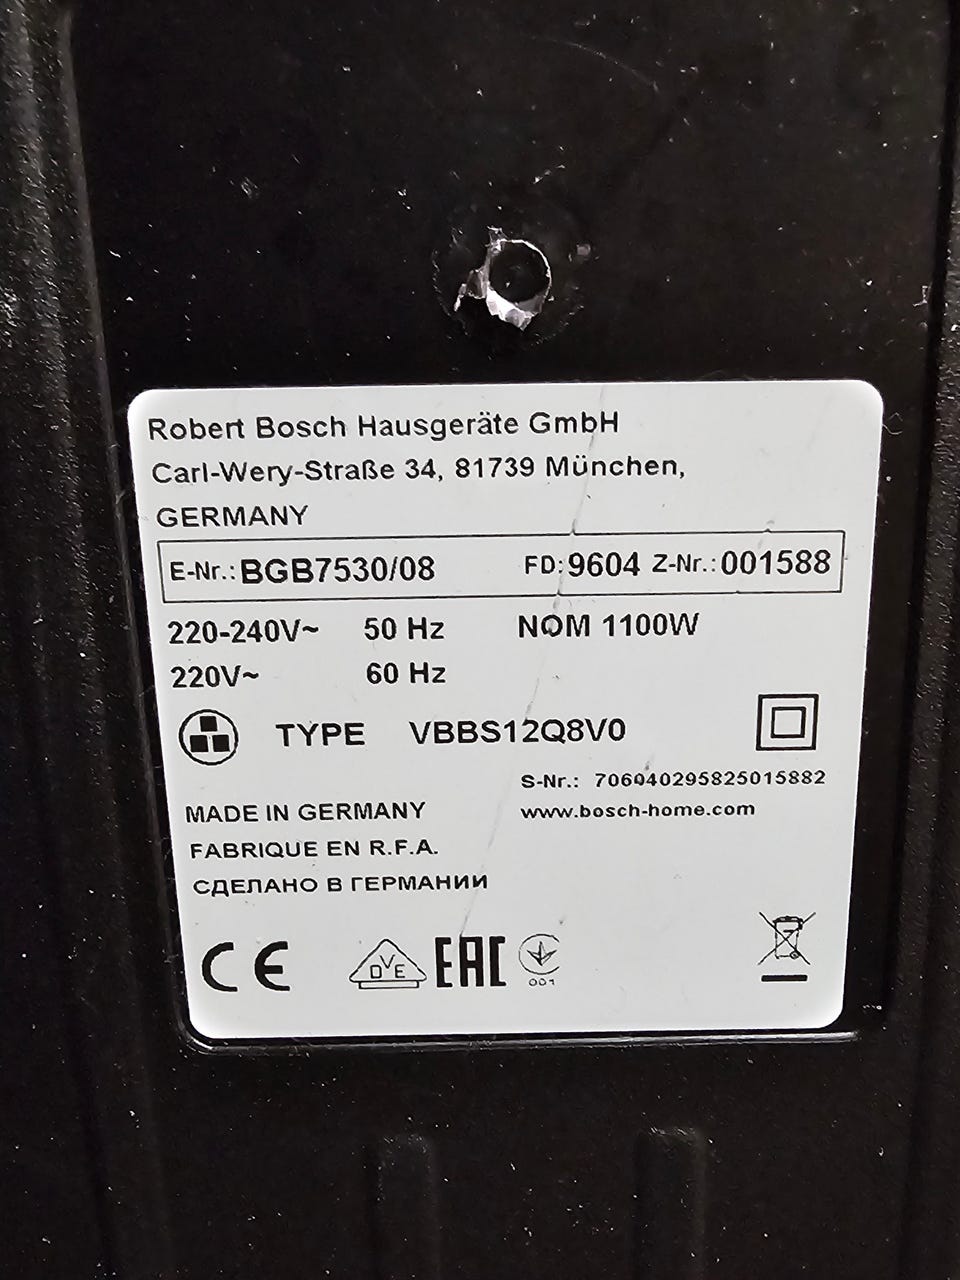 Robert Bosch Hausgeräte GmbH
Carl-Wery-Straße 34, 81739 München,
GERMANY
E-Nr.: BGB7530/08 FD: 9604 Z-Nr.: 001588
220-240V~ 50 Hz NOM 1100W
220V~ 60 Hz
TYPE VBBS12Q8V0
S-Nr.: 706040295825015882
MADE IN GERMANY www.bosch-home.com
FABRIQUE EN R.F.A.
СДЕЛАНО В ГЕРМАНИИ
CE DVE EAC 001